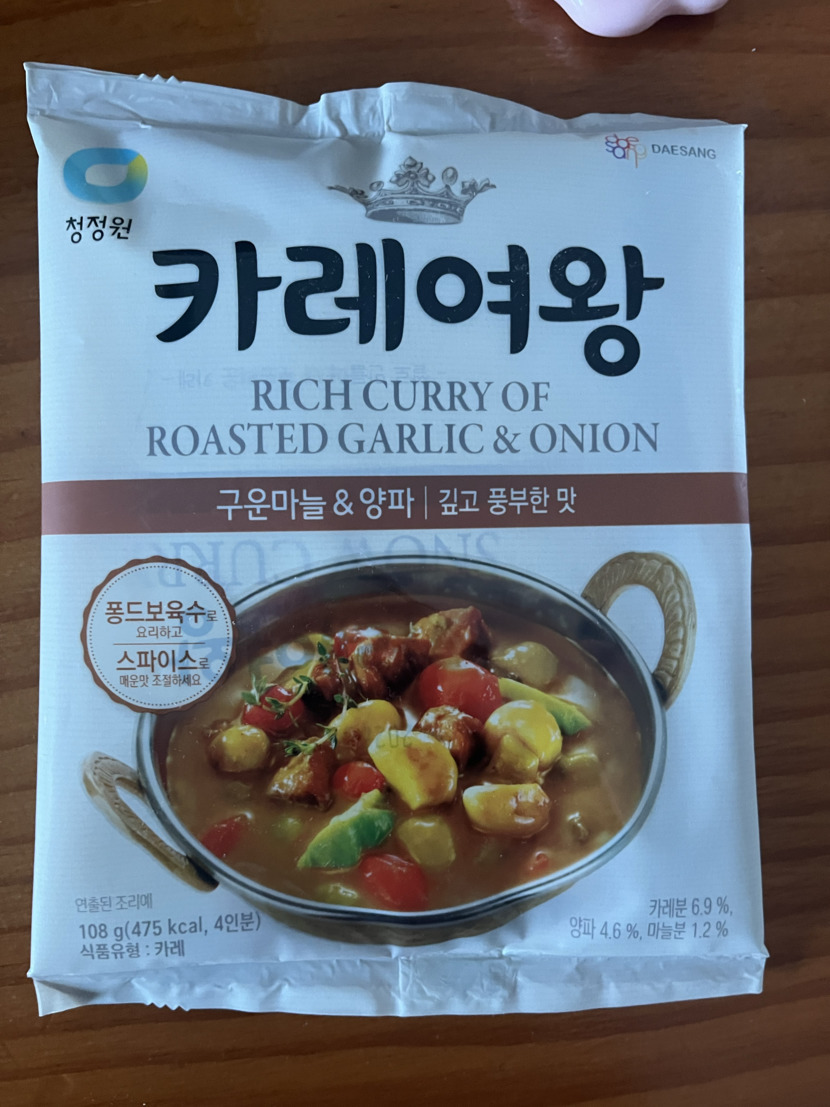 청정원
DAESANG
카레여왕
RICH CURRY OF
ROASTED GARLIC & ONION
구운마늘 & 양파 | 깊고 풍부한 맛
퐁드보육수로
요리하고
스파이스로
매운맛 조절하세요
연출된 조리예
108 g(475 kcal, 4인분)
식품유형 : 카레
카레분 6.9 %,
양파 4.6 %, 마늘분 1.2 %